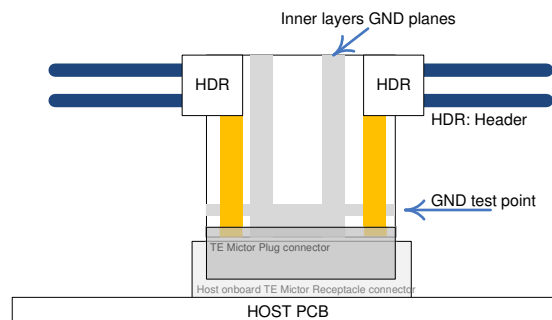 Inner layers GND planes
HDR
HDR
HDR: Header
GND test point
TE Mictor Plug connector
Host onboard TE Mictor Receptacle connector
HOST PCB